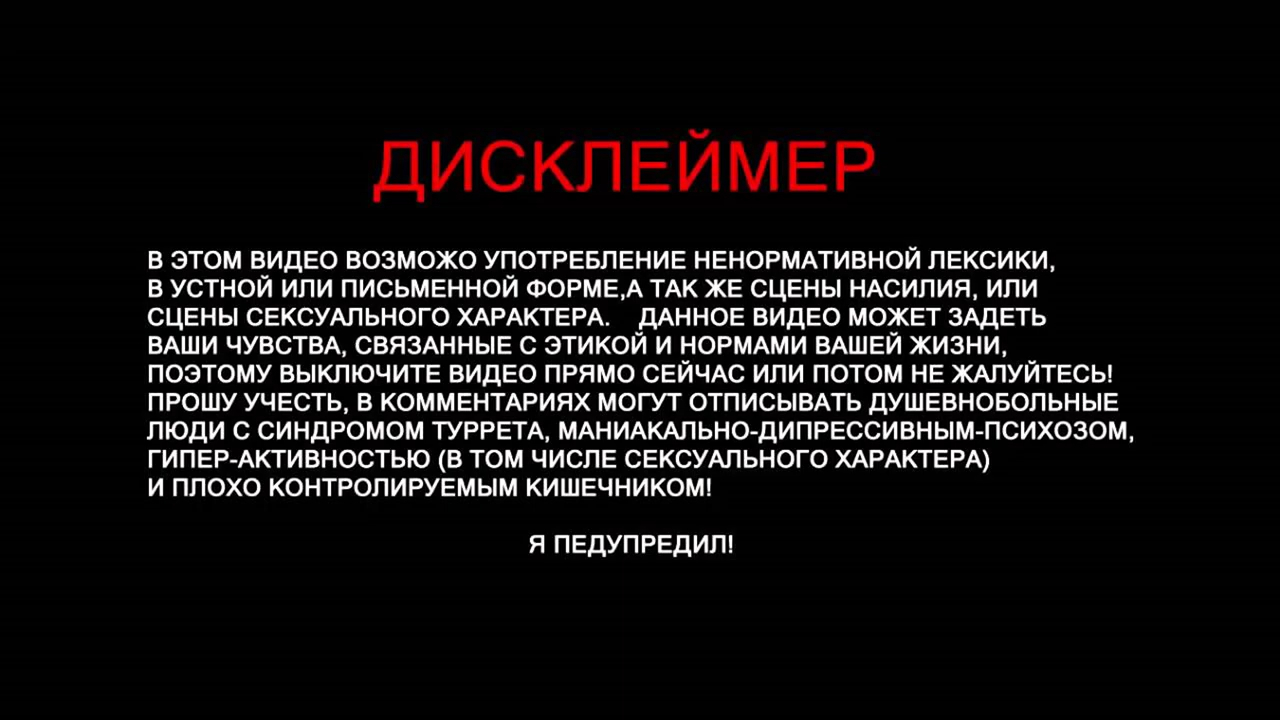 ДИСКЛЕЙМЕР
В ЭТОМ ВИДЕО ВОЗМОЖО УПОТРЕБЛЕНИЕ НЕНОРМАТИВНОЙ ЛЕКСИКИ,
В УСТНОЙ ИЛИ ПИСЬМЕННОЙ ФОРМЕ,А ТАК ЖЕ СЦЕНЫ НАСИЛИЯ, ИЛИ
СЦЕНЫ СЕКСУАЛЬНОГО ХАРАКТЕРА. ДАННОЕ ВИДЕО МОЖЕТ ЗАДЕТЬ
ВАШИ ЧУВСТВА, СВЯЗАННЫЕ С ЭТИКОЙ И НОРМАМИ ВАШЕЙ ЖИЗНИ,
ПОЭТОМУ ВЫКЛЮЧИТЕ ВИДЕО ПРЯМО СЕЙЧАС ИЛИ ПОТОМ НЕ ЖАЛУЙТЕСЬ!
ПРОШУ УЧЕСТЬ, В КОММЕНТАРИЯХ МОГУТ ОТПИСЫВАТЬ ДУШЕВНОБОЛЬНЫЕ
ЛЮДИ С СИНДРОМОМ ТУРРЕТА, МАНИАКАЛЬНО-ДИПРЕССИВНЫМ-ПСИХОЗОМ,
ГИПЕР-АКТИВНОСТЬЮ (В ТОМ ЧИСЛЕ СЕКСУАЛЬНОГО ХАРАКТЕРА)
И ПЛОХО КОНТРОЛИРУЕМЫМ КИШЕЧНИКОМ!
Я ПЕДУПРЕДИЛ!